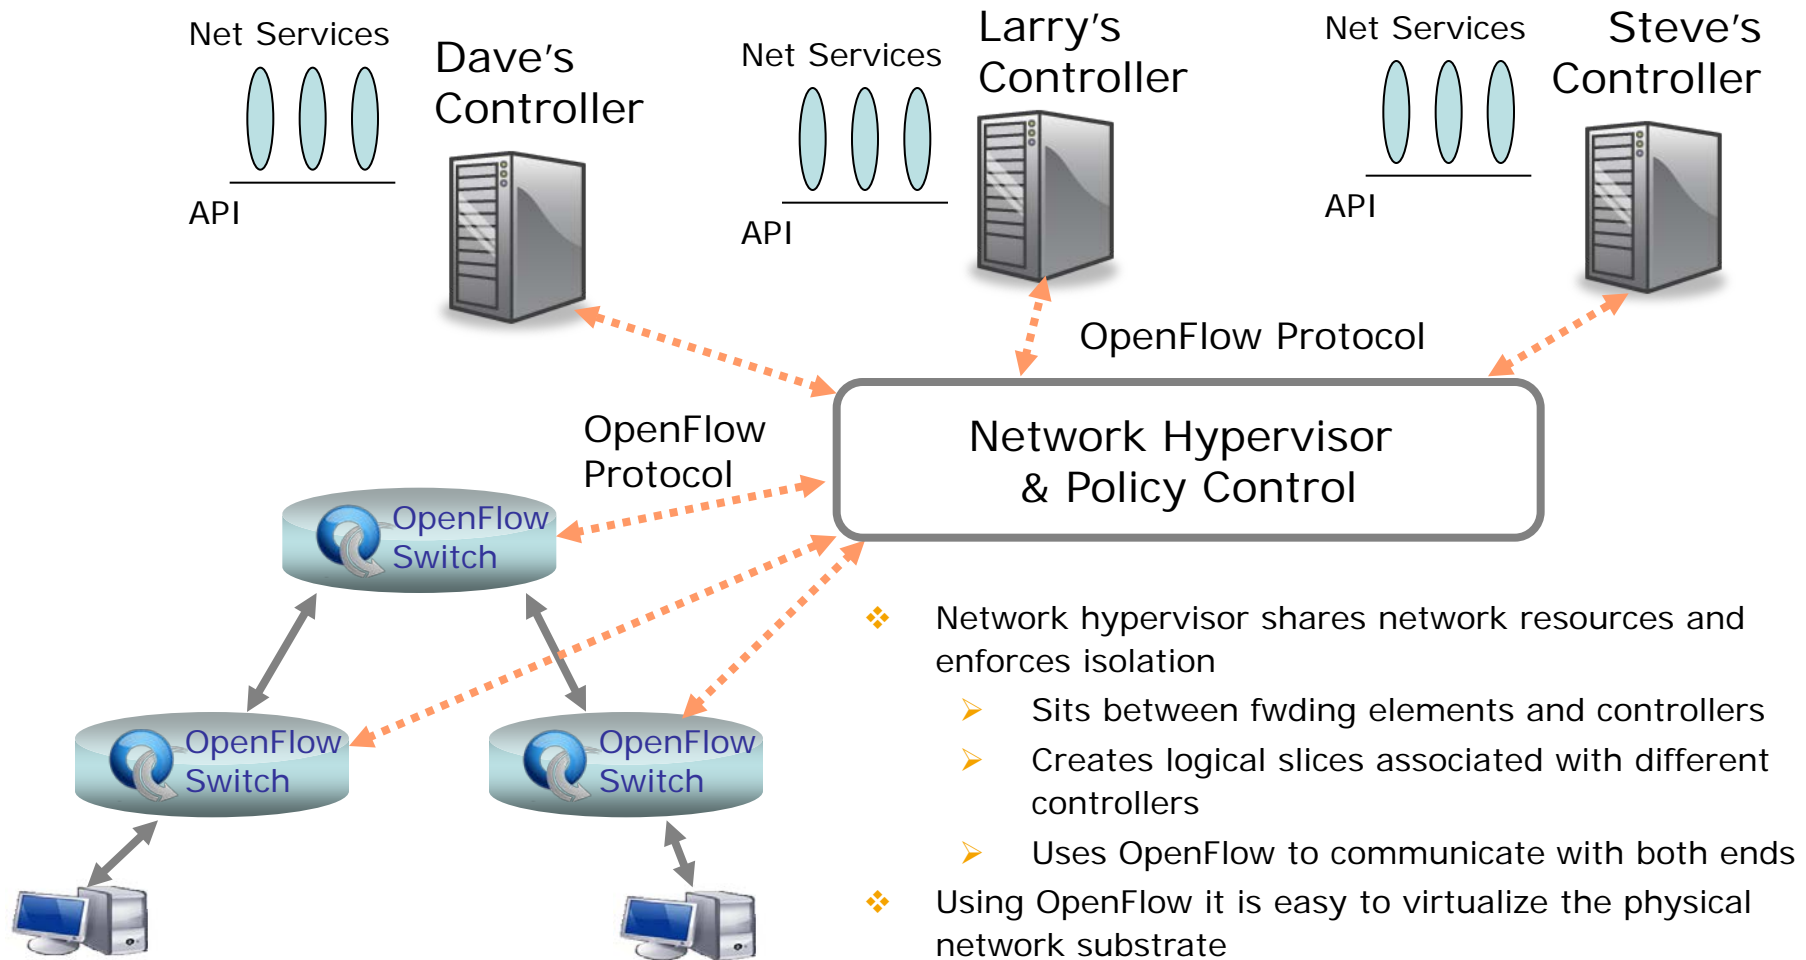 Net Services
Dave's
Controller
API
Net Services
Larry's
Controller
API
Net Services
Steve's
Controller
API
OpenFlow Protocol
Network Hypervisor
& Policy Control
OpenFlow
Protocol
OpenFlow
Switch
OpenFlow
Switch
OpenFlow
Switch
Network hypervisor shares network resources and
enforces isolation
Sits between fwding elements and controllers
Creates logical slices associated with different
controllers
Uses OpenFlow to communicate with both ends
Using OpenFlow it is easy to virtualize the physical
network substrate